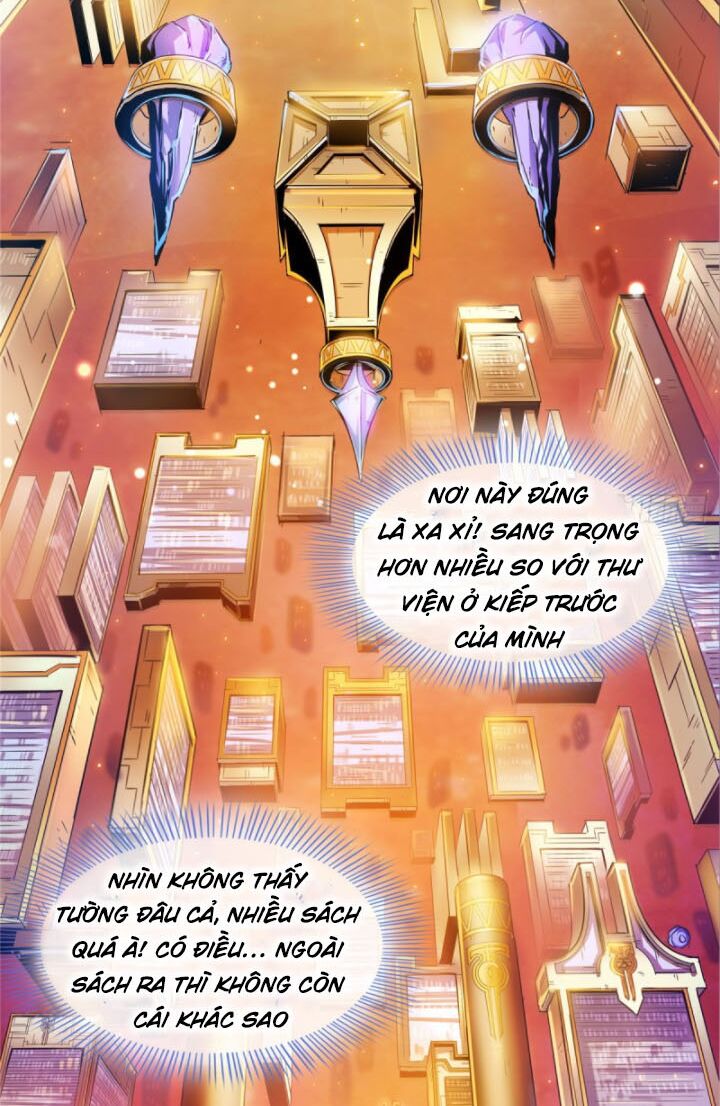 NƠI NÀY ĐÚNG
LÀ XA XỈ! SANG TRỌNG
HƠN NHIỀU SO VỚI THƯ
VIỆN Ở KIẾP TRƯỚC
CỦA MÌNH
NHÌN KHÔNG THẤY
TƯỜNG ĐÂU CẢ, NHIỀU SÁCH
QUÁ À! CÓ ĐIỀU... NGOÀI
SÁCH RA THÌ KHÔNG CÒN
CÁI KHÁC SAO